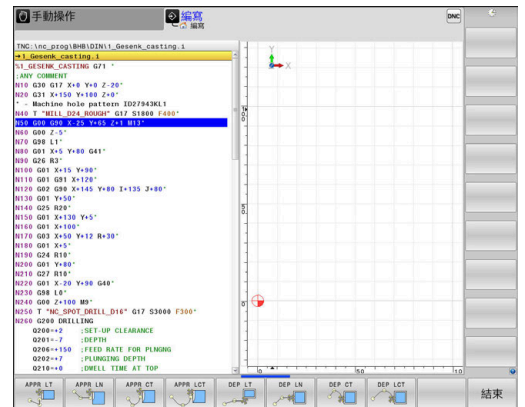 手動操作
編寫
DNC
編寫
TNC:\nc_prog\BHB\DIN\1_Gesenk_casting.i
→1_Gesenk_casting.i
%1_GESENK_CASTING G71 *
;ANY COMMENT
N10 G30 G17 X+0 Y+0 Z-20*
N20 G31 X+150 Y+100 Z+0*
* - Machine hole pattern ID27943KL1
N40 T "MILL_D24_ROUGH" G17 S1800 F400*
N50 G00 G90 X-25 Y+65 Z+1 M13*
N60 G00 Z-5*
N70 G98 L1*
N80 G01 X+5 Y+80 G41*
N90 G26 R3*
N100 G01 X+15 Y+90*
N110 G01 G91 X+120*
N120 G02 G90 X+145 Y+80 I+135 J+80*
N130 G01 Y+50*
N140 G25 R20*
N150 G01 X+130 Y+5*
N160 G01 X+100*
N170 G03 X+50 Y+12 R+30*
N180 G01 X+5*
N190 G24 R10*
N200 G01 Y+80*
N210 G27 R10*
N220 G01 X-20 Y+90 G40*
N230 G98 L0*
N240 G00 Z+100 M9*
N250 T "NC_SPOT_DRILL_D16" G17 S3000 F300*
N260 G200 DRILLING
Q200=+2 ;SET-UP CLEARANCE
Q201=-7 ;DEPTH
Q206=+150 ;FEED RATE FOR PLNGNG
Q202=+7 ;PLUNGING DEPTH
Q210=+0 ;DWELL TIME AT TOP
Y
X
100
50
0
0
50
10
APPR LT
APPR LN
APPR CT
APPR LCT
DEP LT
DEP LN
DEP CT
DEP LCT
結束